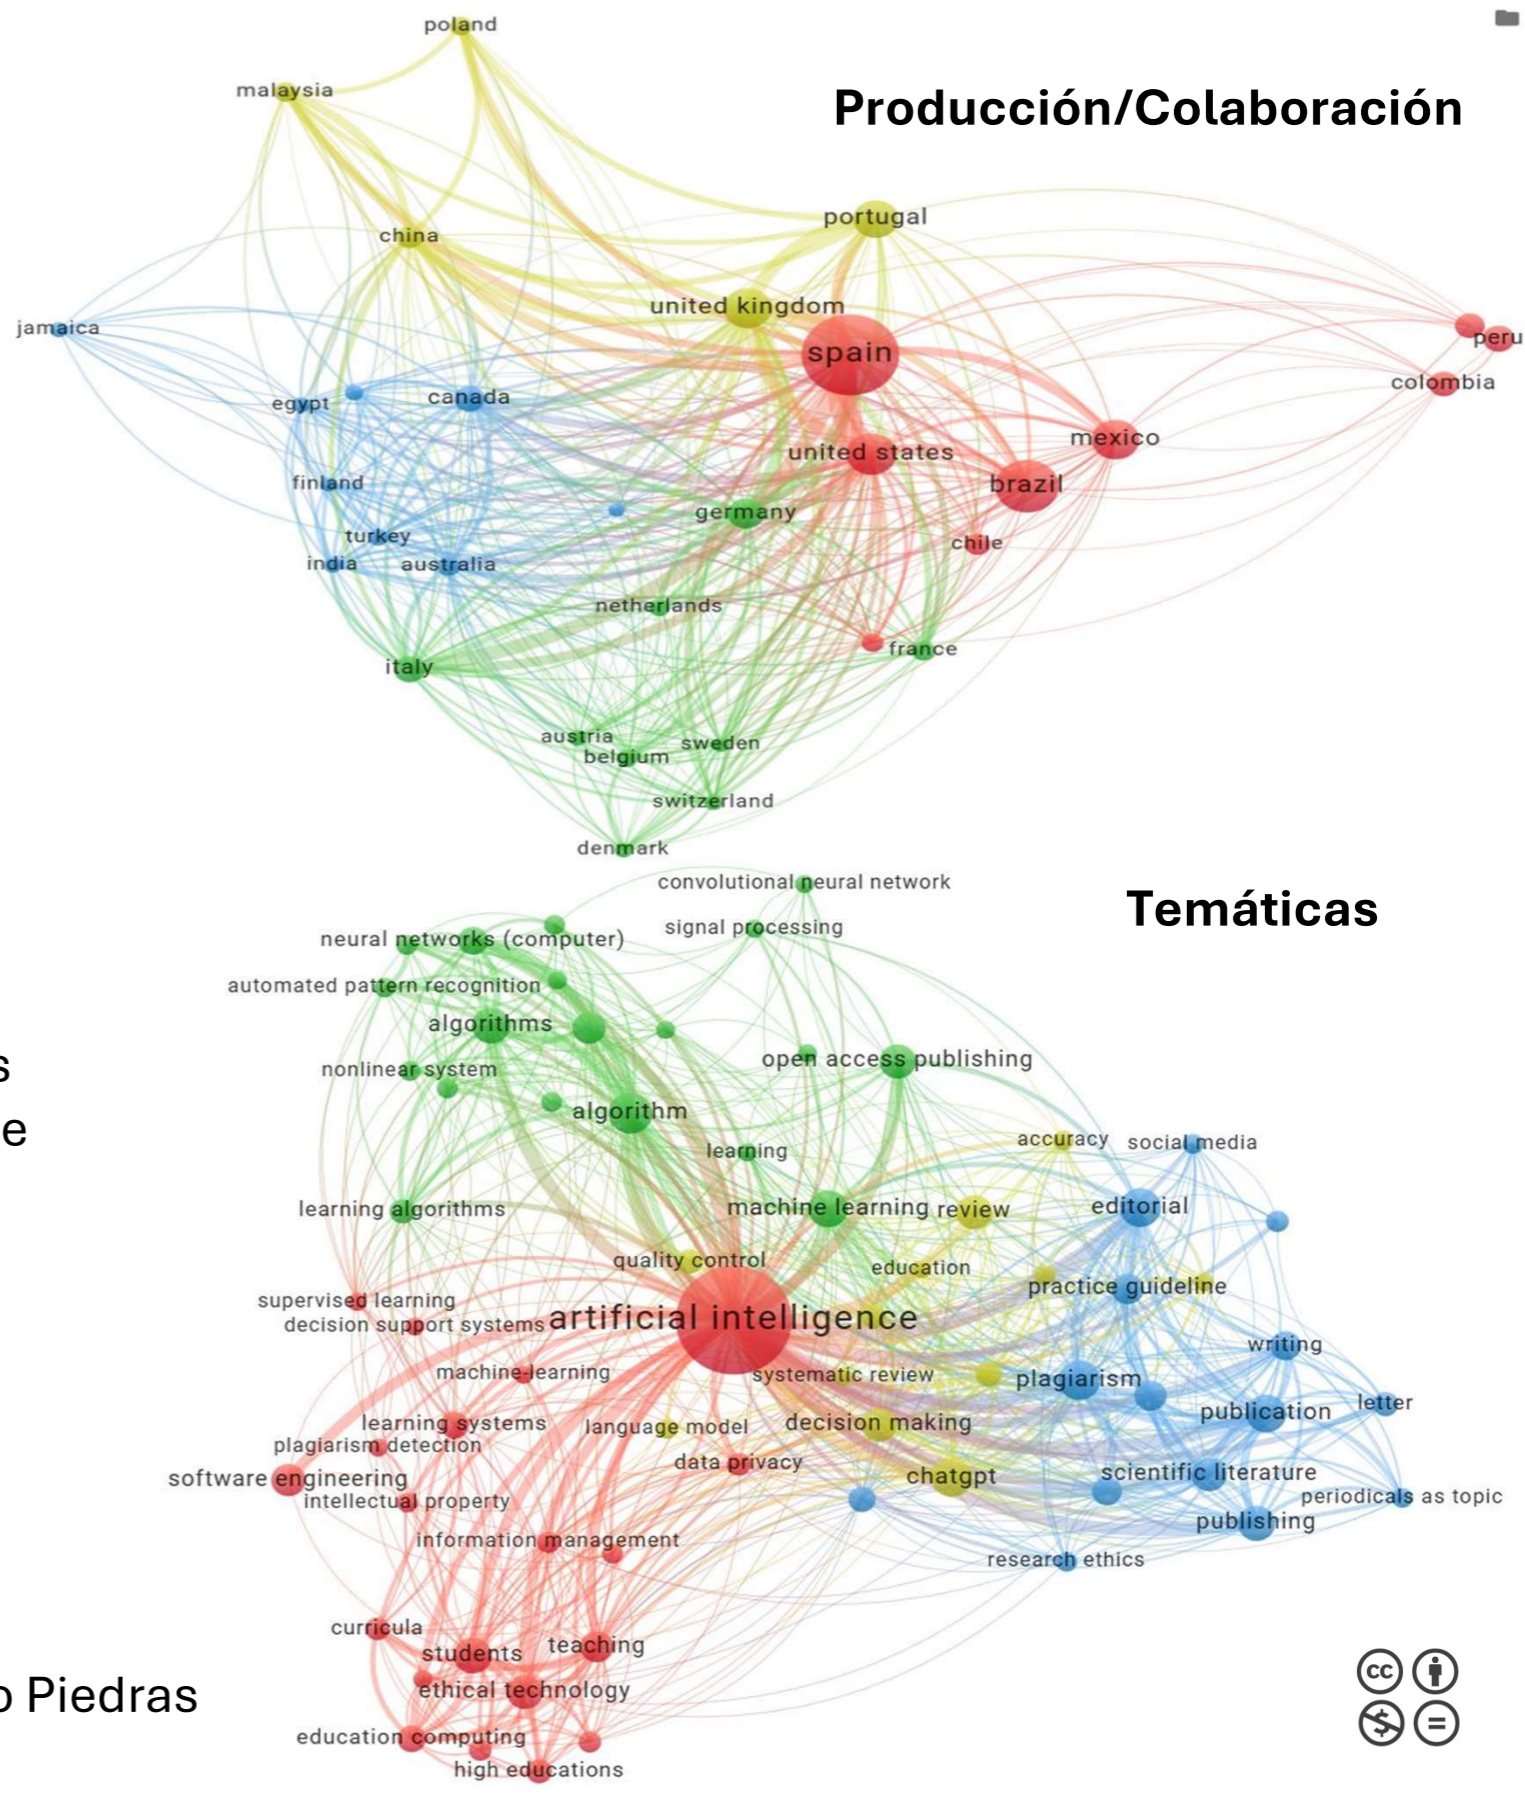 poland
malaysia
Producción/Colaboración
portugal
china
united kingdom
jamaica
peru
spain
colombia
egypt
canada
mexico
united states
finland
brazil
germany
turkey
chile
india
australia
netherlands
italy
france
austria
sweden
belgium
switzerland
denmark
convolutional neural network
Temáticas
signal processing
neural networks (computer)
automated pattern recognition
algorithms
s
open access publishing
nonlinear system
algorithm
e
accuracy
social media
learning
machine learning
review
editorial
learning algorithms
quality control
education
practice guideline
supervised learning
artificial intelligence
decision support systems
writing
machine-learning
systematic review
plagiarism
publication
letter
learning systems
language model
decision making
plagiarism detection
data privacy
software engineering
chatgpt
scientific literature
intellectual property
periodicals as topic
publishing
information management
research ethics
curricula
students
teaching
o Piedras
ethical technology
education computing
high educations
cc
$
=